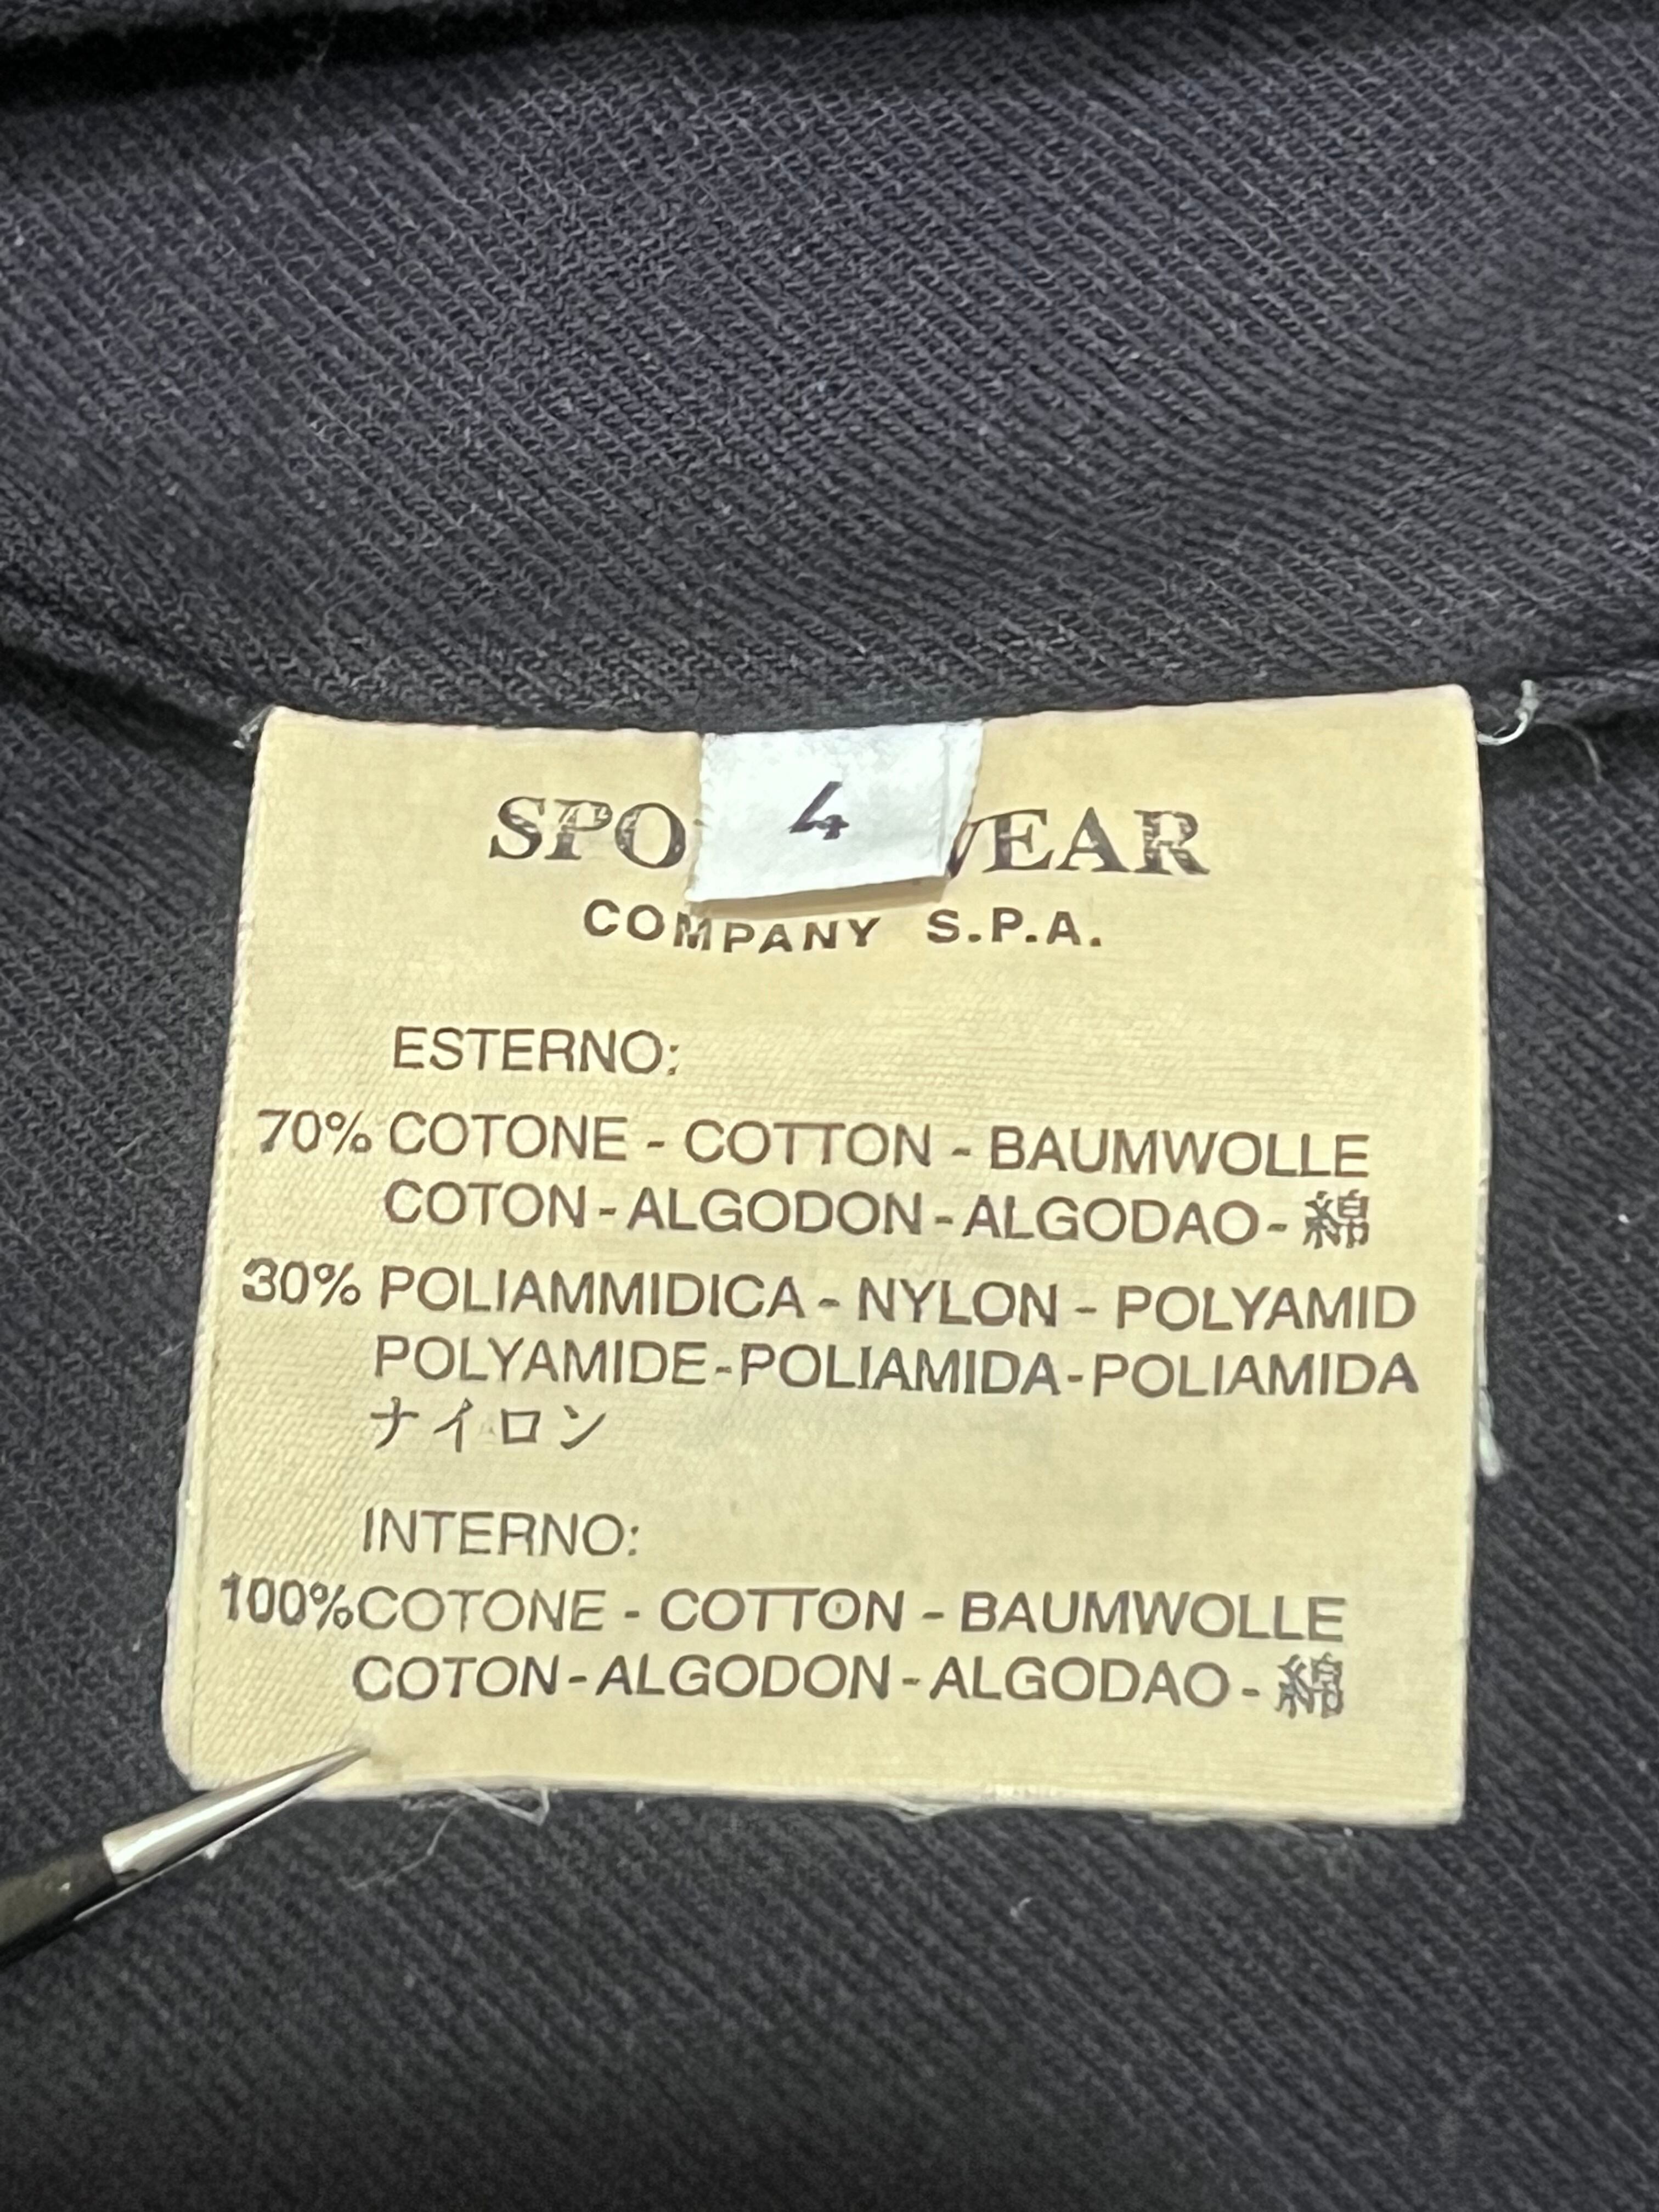 4
SPO WEAR
COMPANY S.P.A.
ESTERNO:
70% COTONE - COTTON - BAUMWOLLE
COTON - ALGODON - ALGODAO - 綿
30% POLIAMMIDICA - NYLON - POLYAMID
POLYAMIDE - POLIAMIDA - POLIAMIDA
ナイロン
INTERNO:
100% COTONE - COTTON - BAUMWOLLE
COTON - ALGODON - ALGODAO - 綿